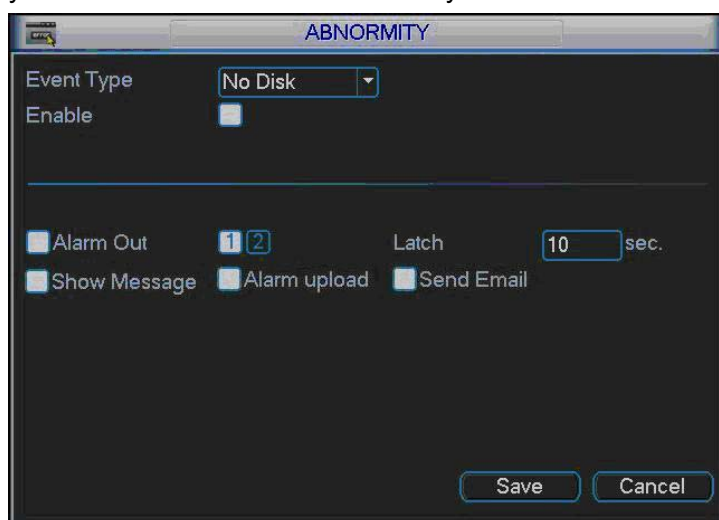 ABNORMITY
Event Type No Disk
Enable
Alarm Out 1 2 Latch 10 sec.
Show Message Alarm upload Send Email
Save Cancel